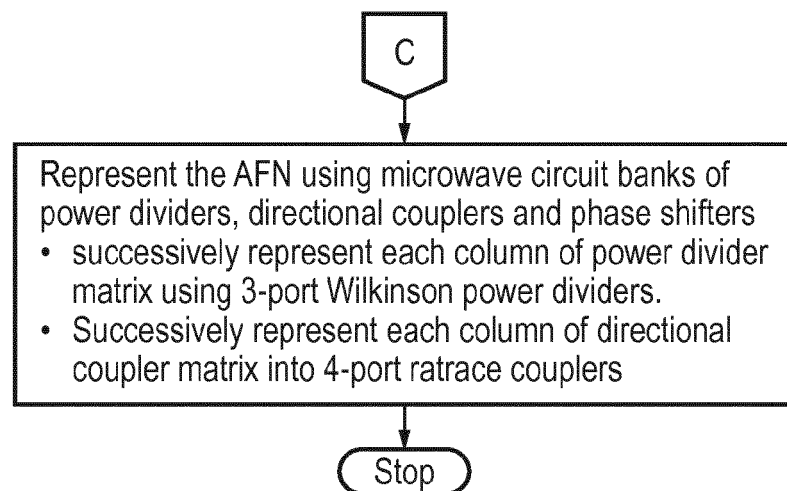 C
Represent the AFN using microwave circuit banks of
power dividers, directional couplers and phase shifters
• successively represent each column of power divider
matrix using 3-port Wilkinson power dividers.
• Successively represent each column of directional
coupler matrix into 4-port ratrace couplers
Stop